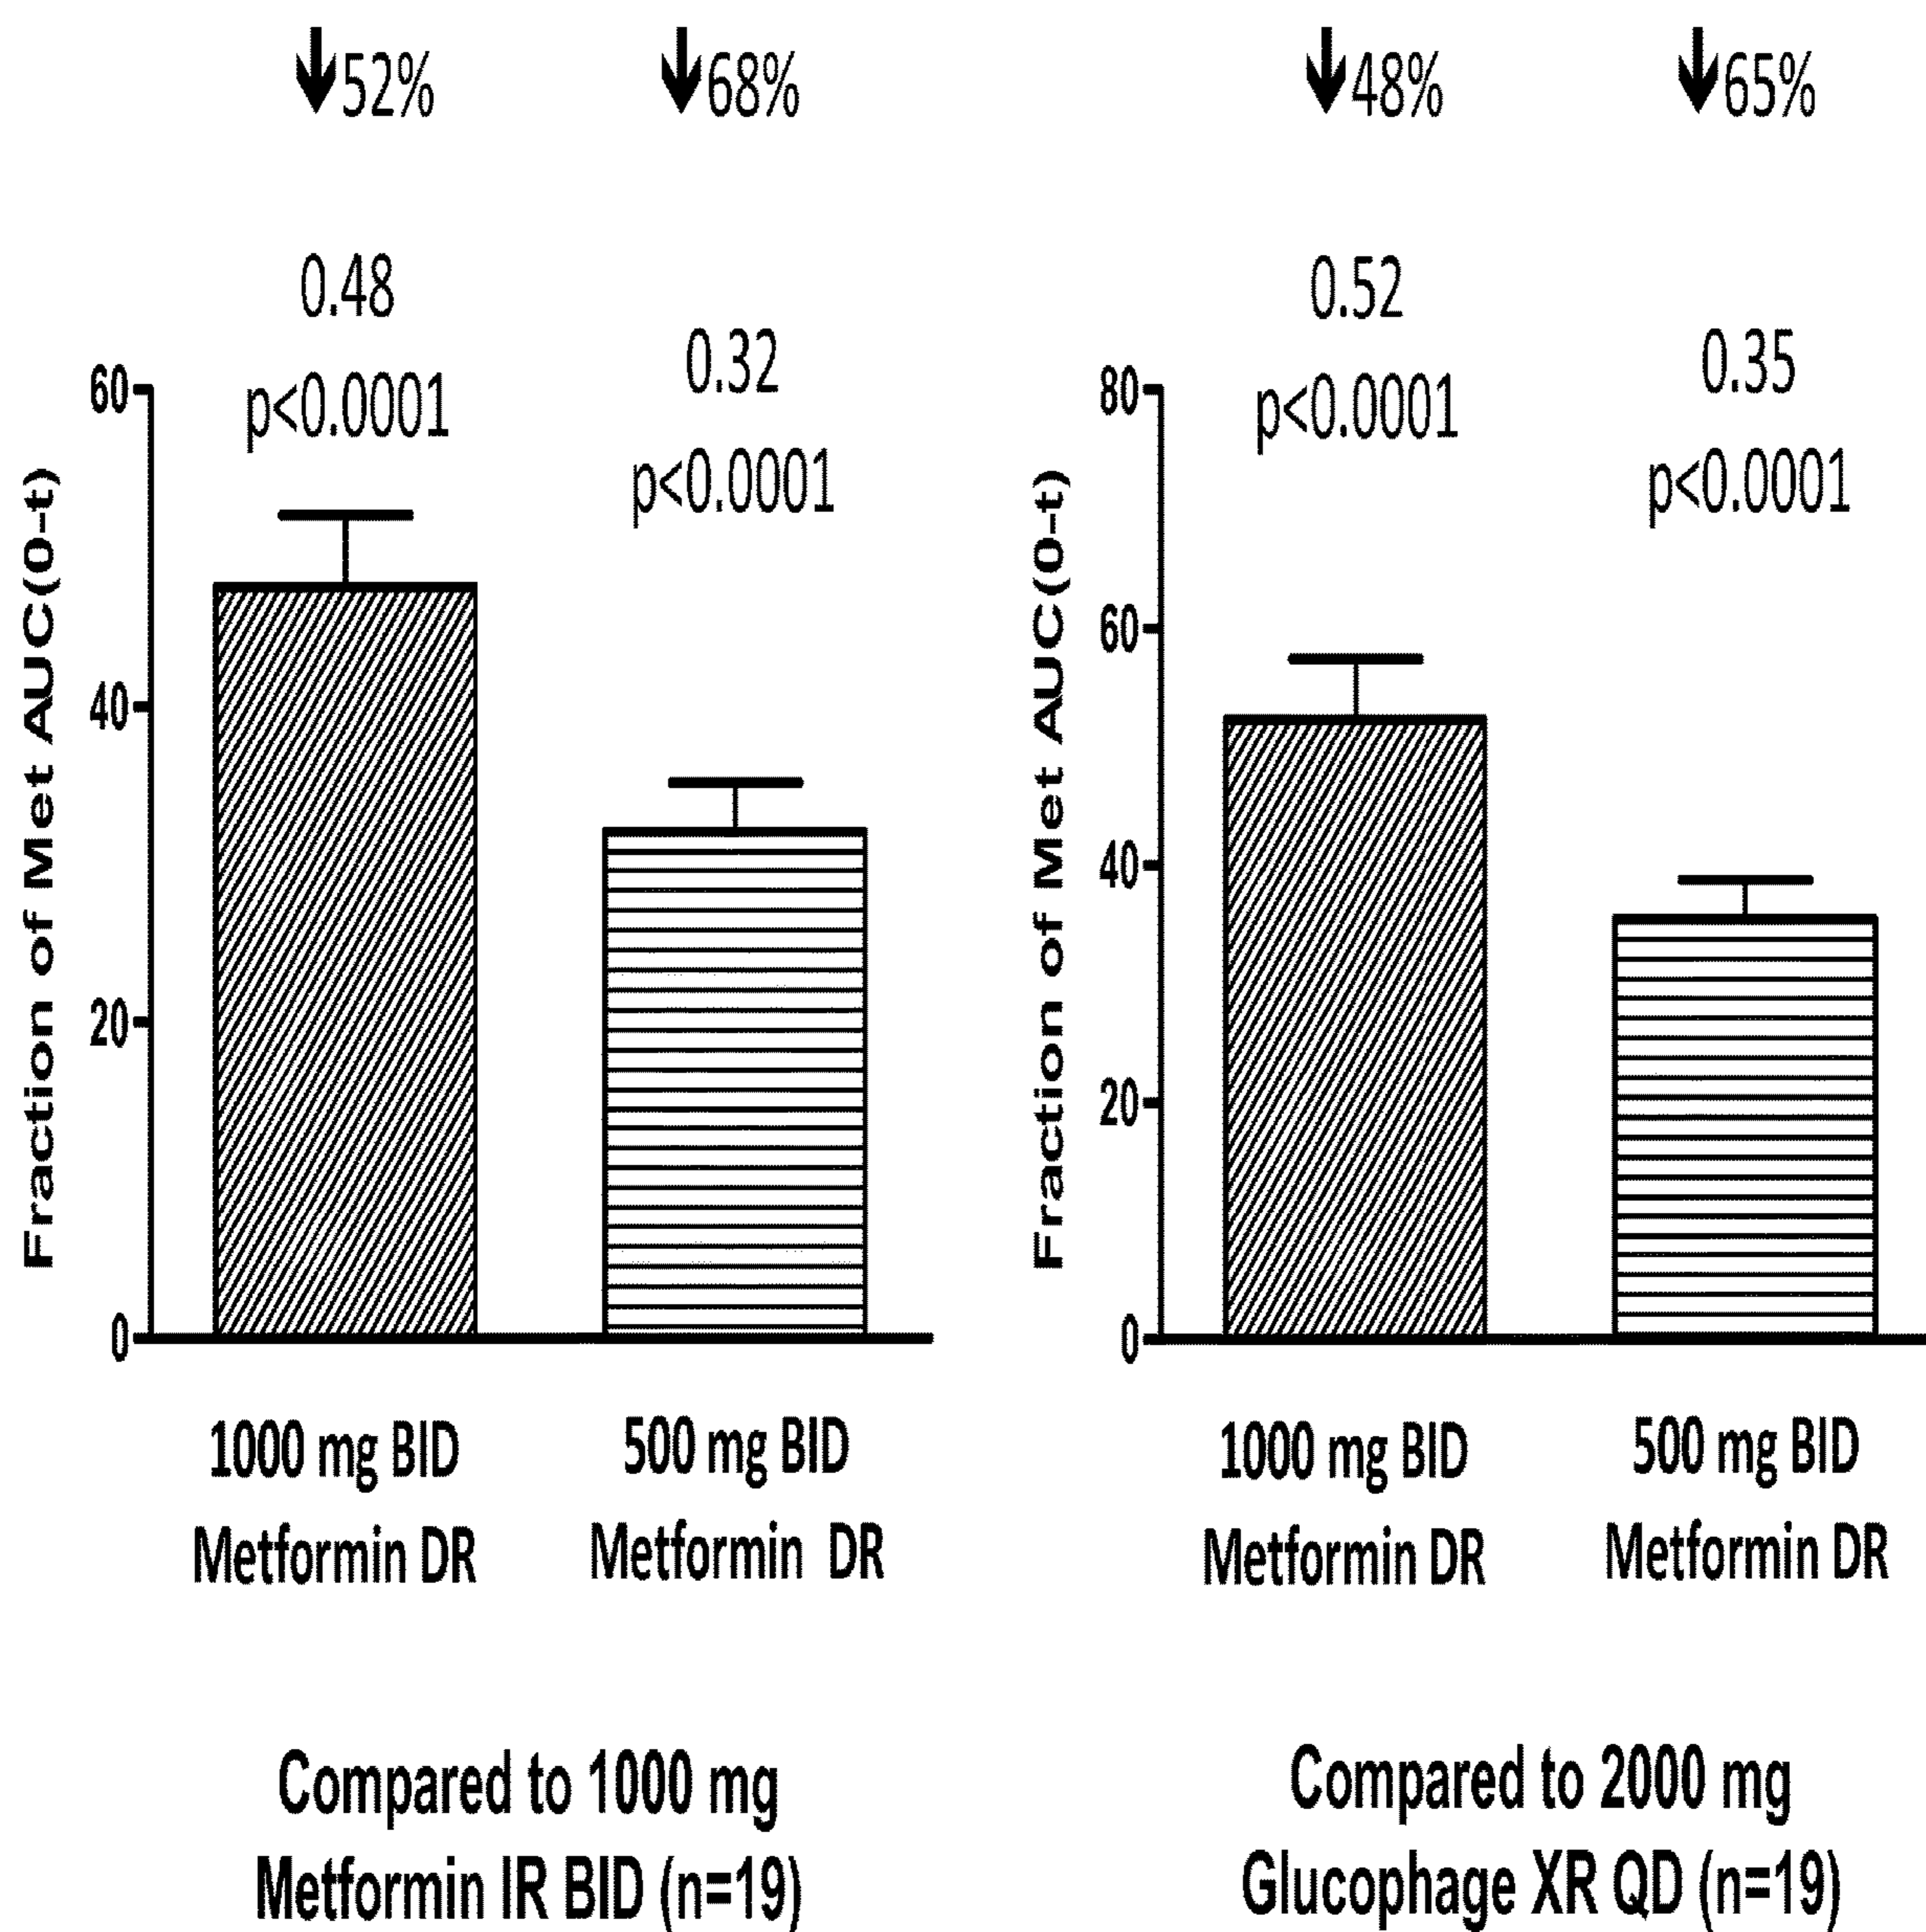 ↓52%
↓68%
0.48
p<0.0001
0.32
p<0.0001
Fraction of Met AUC(0-t)
60
40
20
0
1000 mg BID
Metformin DR
500 mg BID
Metformin DR
Compared to 1000 mg
Metformin IR BID (n=19)
↓48%
↓65%
0.52
p<0.0001
0.35
p<0.0001
Fraction of Met AUC(0-t)
80
60
40
20
0
1000 mg BID
Metformin DR
500 mg BID
Metformin DR
Compared to 2000 mg
Glucophage XR QD (n=19)